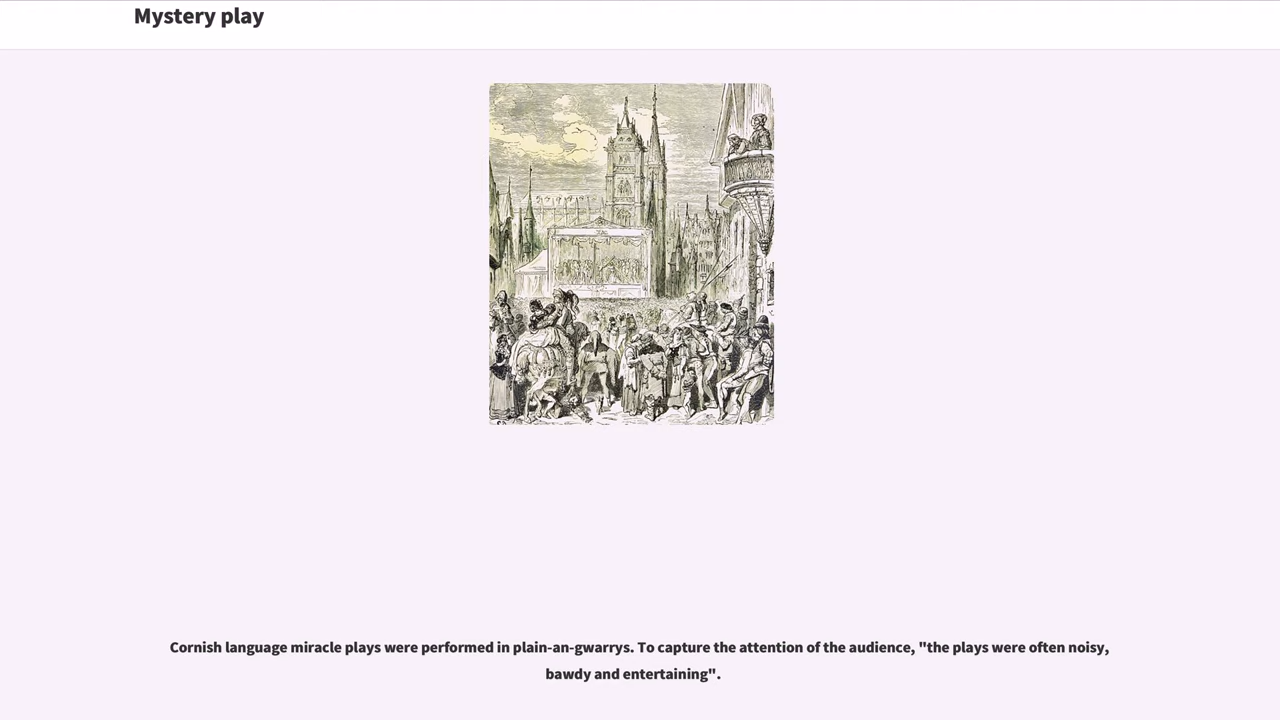 Mystery play
Cornish language miracle plays were performed in plain-an-gwarrys. To capture the attention of the audience, "the plays were often noisy,
bawdy and entertaining".